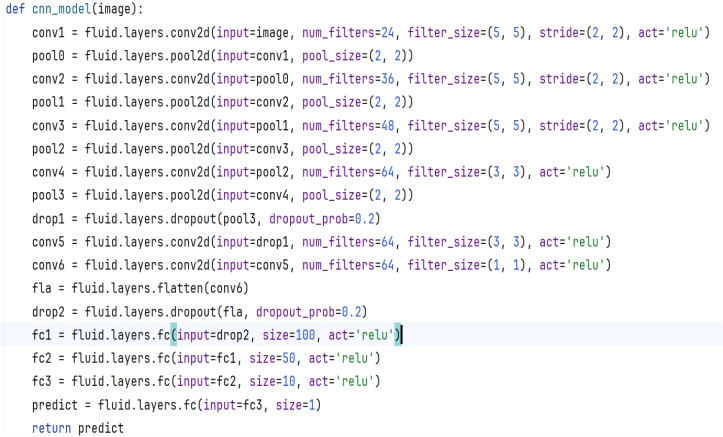 def cnn_model(image):
    conv1 = fluid.layers.conv2d(input=image, num_filters=24, filter_size=(5, 5), stride=(2, 2), act='relu')
    pool0 = fluid.layers.pool2d(input=conv1, pool_size=(2, 2))
    conv2 = fluid.layers.conv2d(input=pool0, num_filters=36, filter_size=(5, 5), stride=(2, 2), act='relu')
    pool1 = fluid.layers.pool2d(input=conv2, pool_size=(2, 2))
    conv3 = fluid.layers.conv2d(input=pool1, num_filters=48, filter_size=(5, 5), stride=(2, 2), act='relu')
    pool2 = fluid.layers.pool2d(input=conv3, pool_size=(2, 2))
    conv4 = fluid.layers.conv2d(input=pool2, num_filters=64, filter_size=(3, 3), act='relu')
    pool3 = fluid.layers.pool2d(input=conv4, pool_size=(2, 2))
    drop1 = fluid.layers.dropout(pool3, dropout_prob=0.2)
    conv5 = fluid.layers.conv2d(input=drop1, num_filters=64, filter_size=(3, 3), act='relu')
    conv6 = fluid.layers.conv2d(input=conv5, num_filters=64, filter_size=(1, 1), act='relu')
    fla = fluid.layers.flatten(conv6)
    drop2 = fluid.layers.dropout(fla, dropout_prob=0.2)
    fc1 = fluid.layers.fc(input=drop2, size=100, act='relu')
    fc2 = fluid.layers.fc(input=fc1, size=50, act='relu')
    fc3 = fluid.layers.fc(input=fc2, size=10, act='relu')
    predict = fluid.layers.fc(input=fc3, size=1)
    return predict